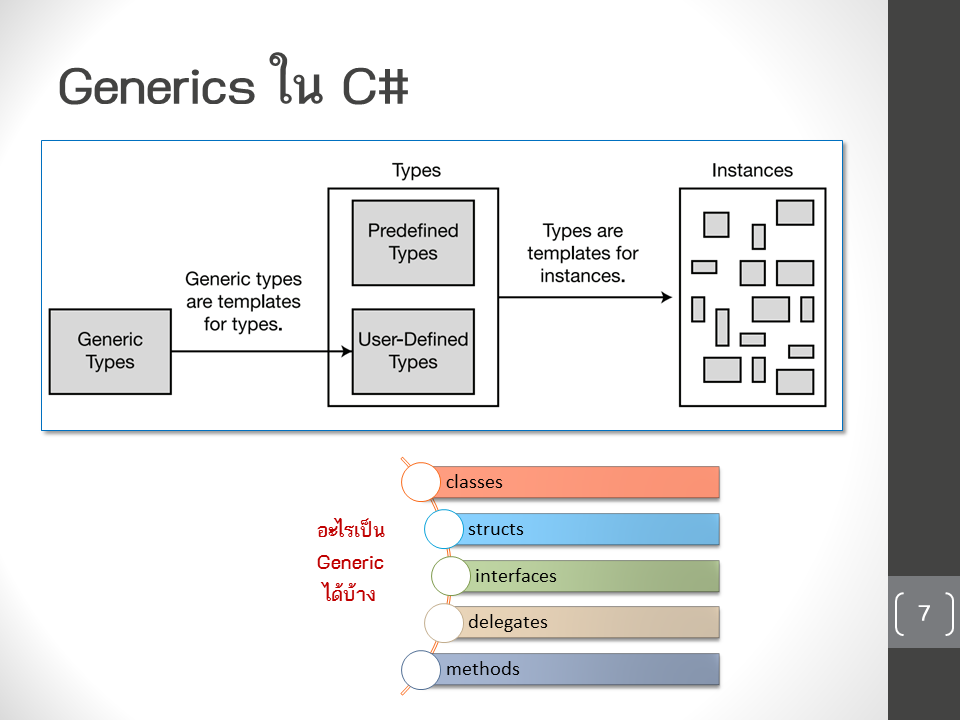 Generics ใน C#
Types
Instances
Predefined
Types
Types are
templates for
instances.
Generic types
are templates
for types.
Generic
Types
User-Defined
Types
classes
structs
interfaces
delegates
methods
อะไรเป็น
Generic
ได้บ้าง
7